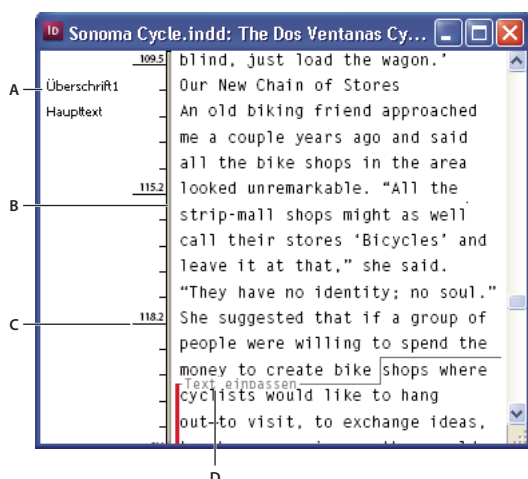 ID Sonoma Cycle.indd: The Dos Ventanas Cy...
109.5 blind, just load the wagon.’
A Überschrift1 Our New Chain of Stores
Haupttext An old biking friend approached
me a couple years ago and said
all the bike shops in the area
115.2 looked unremarkable. “All the
B strip-mall shops might as well
call their stores ‘Bicycles’ and
leave it at that,” she said.
“They have no identity; no soul.”
C 118.2 She suggested that if a group of
people were willing to spend the
money to create bike shops where
Text einpassen
cyclists would like to hang
out to visit, to exchange ideas,
D